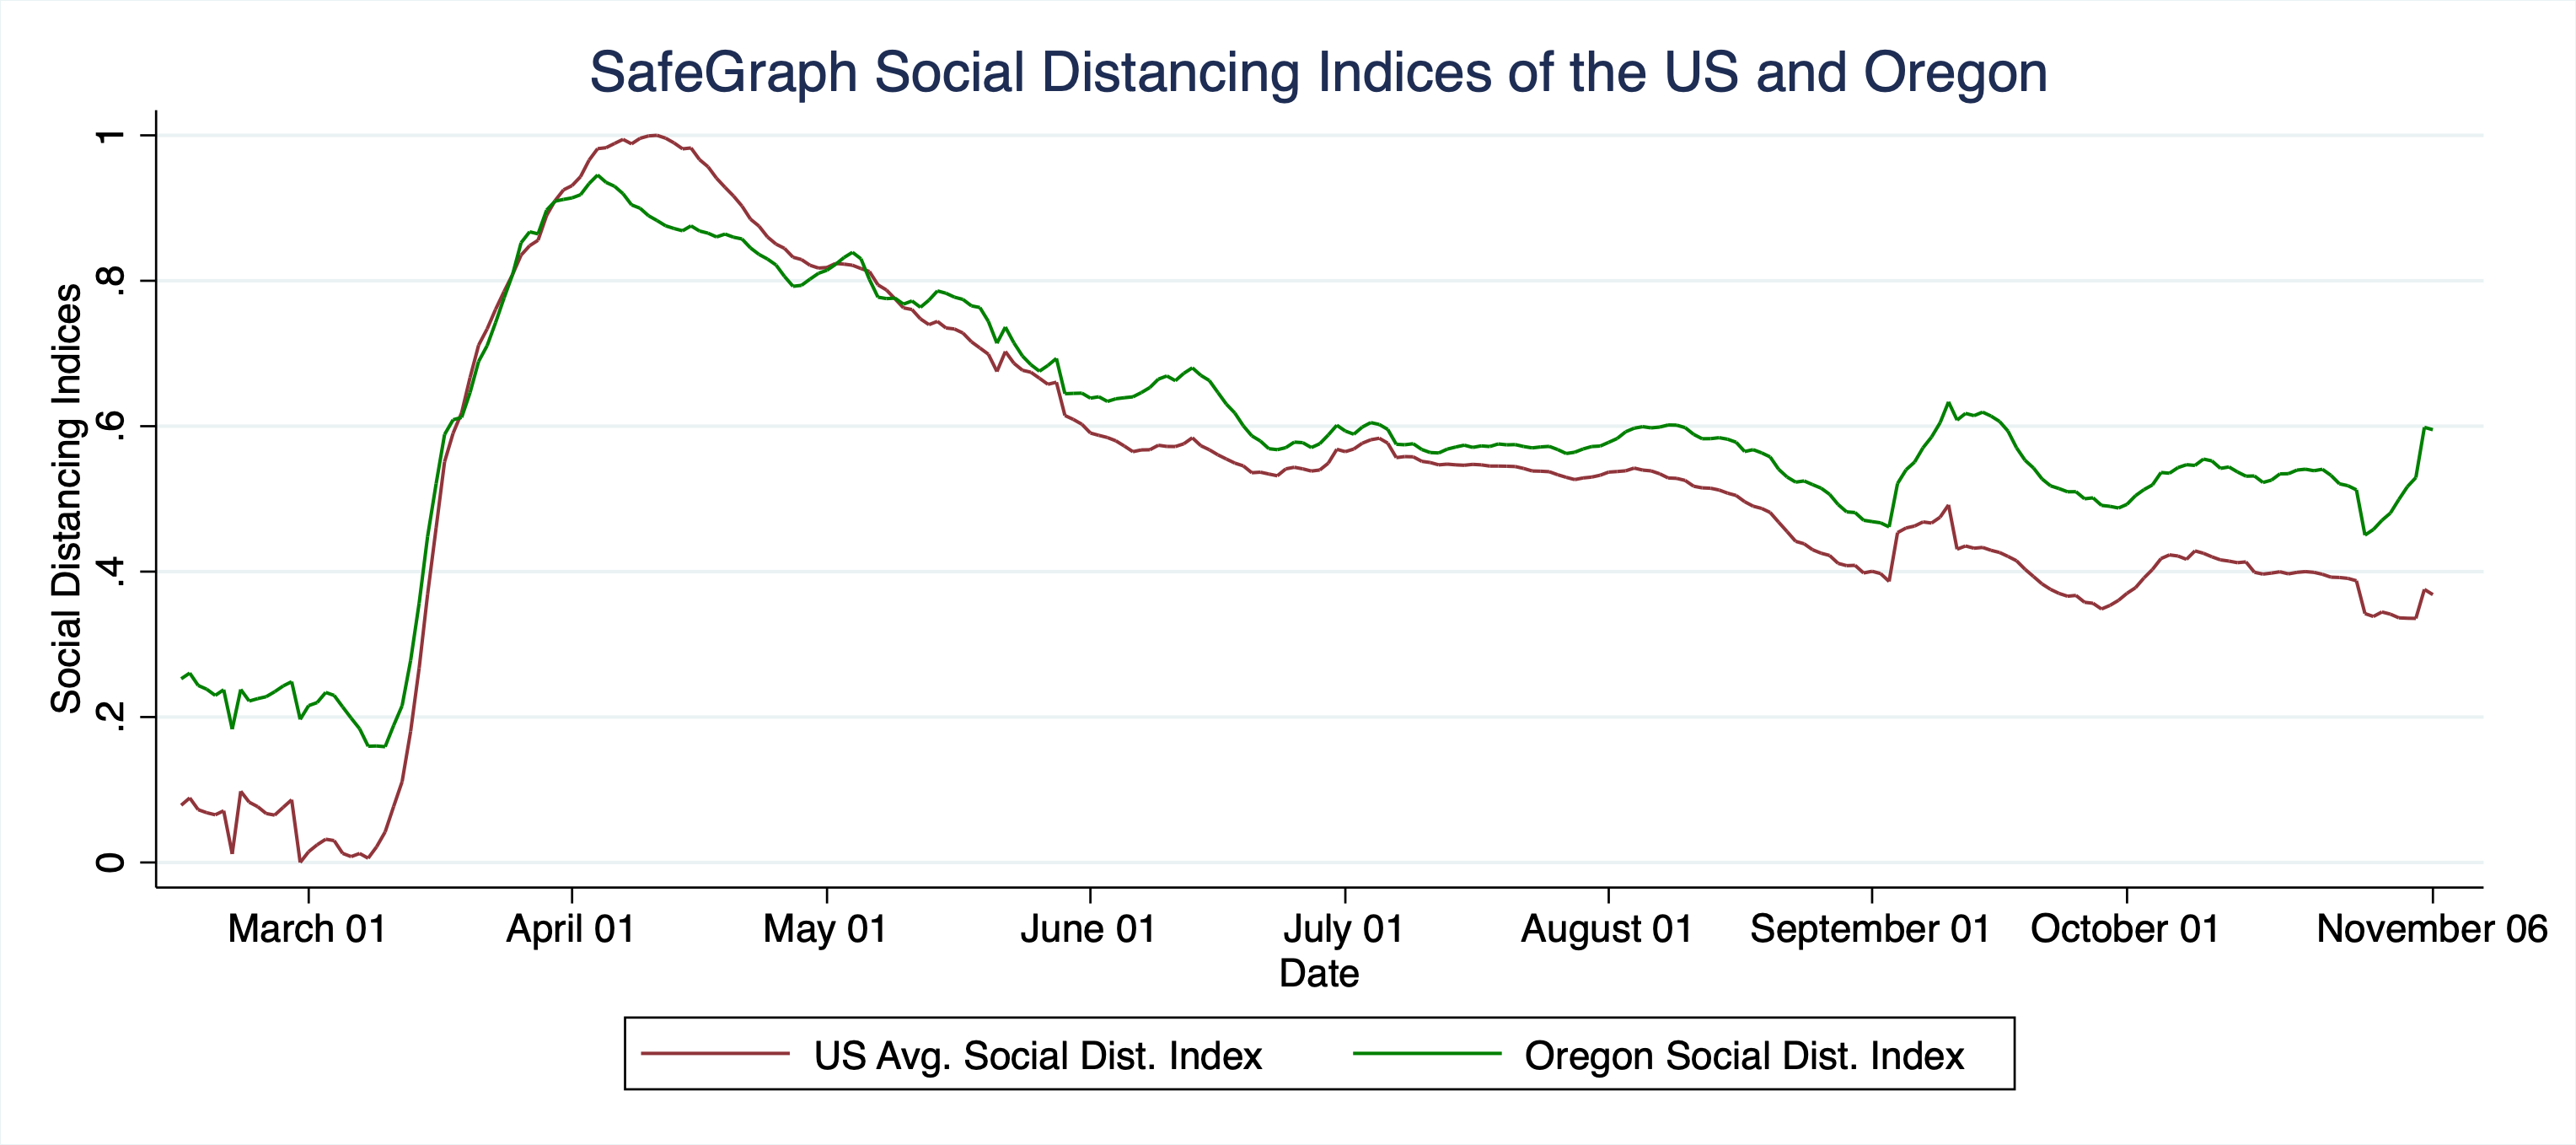 SafeGraph Social Distancing Indices of the US and Oregon
Social Distancing Indices
1
.8
.6
.4
.2
0
March 01
April 01
May 01
June 01
July 01
August 01
September 01
October 01
November 06
Date
US Avg. Social Dist. Index
Oregon Social Dist. Index